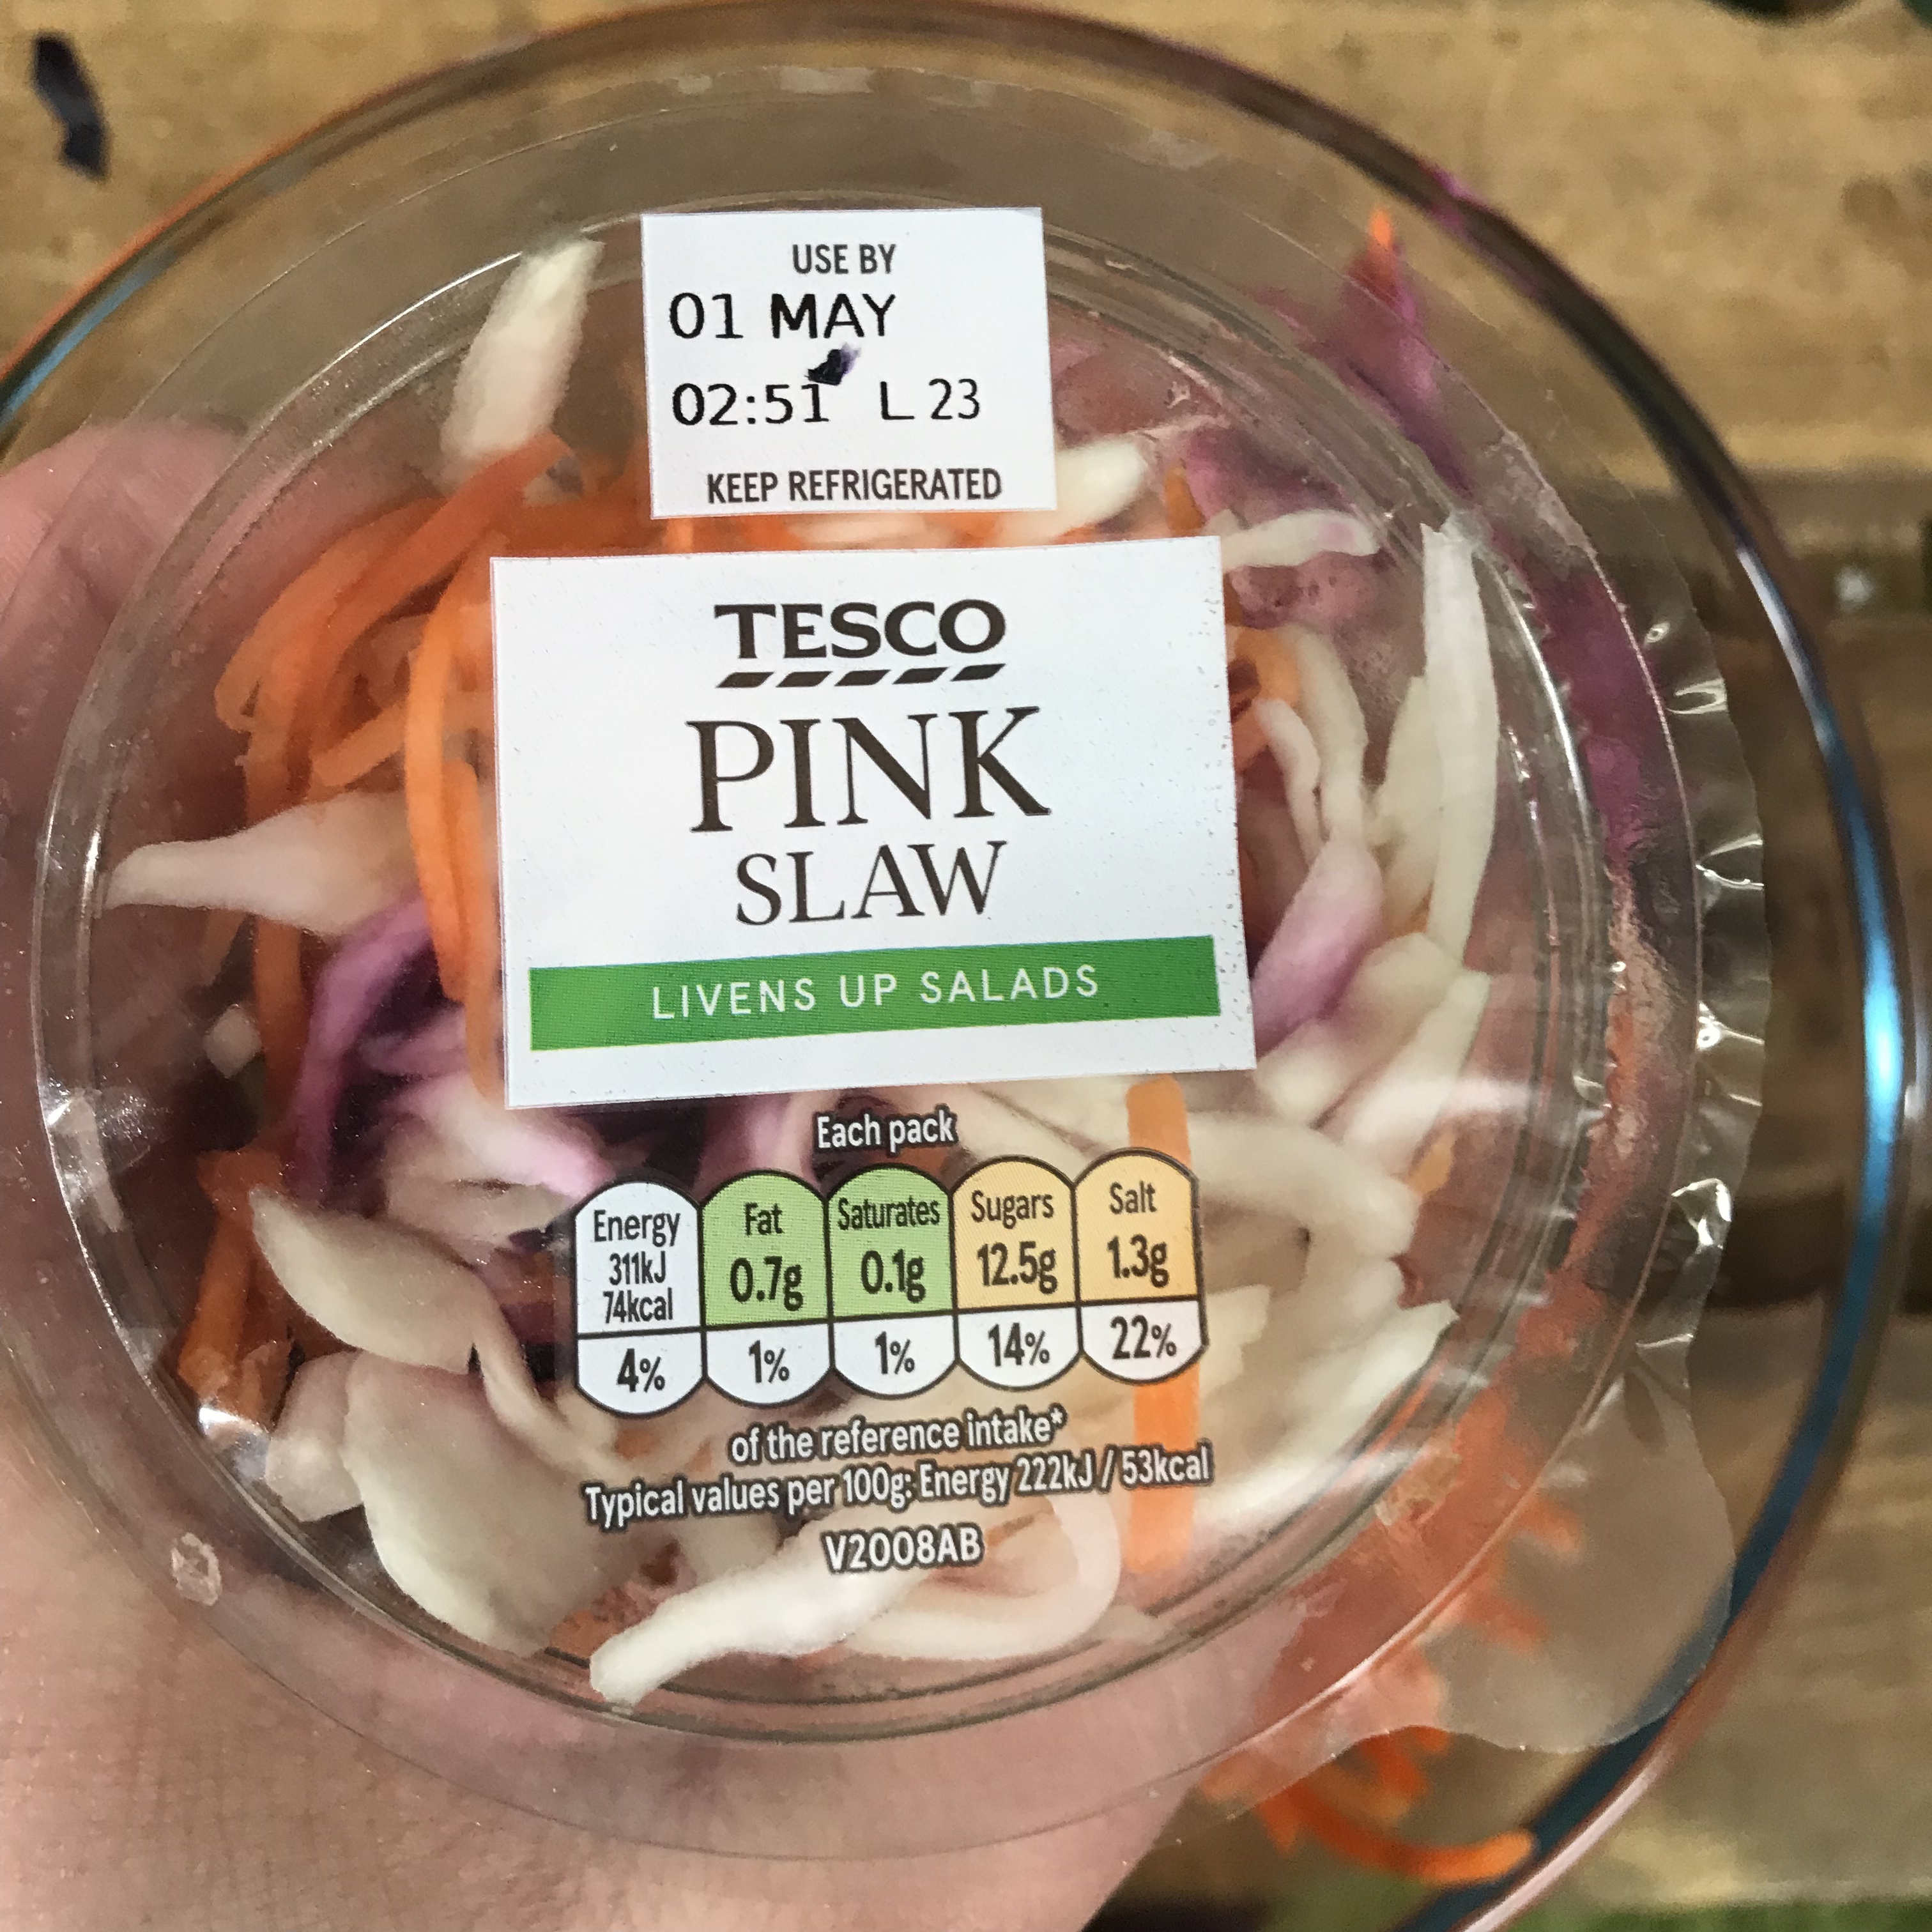 USE BY
01 MAY
02:51 L 23
KEEP REFRIGERATED
TESCO
PINK
SLAW
LIVENS UP SALADS
Each pack
Energy 311kJ 74kcal 4%
Fat 0.7g 1%
Saturates 0.1g 1%
Sugars 12.5g 14%
Salt 1.3g 22%
of the reference intake*
Typical values per 100g: Energy 222kJ / 53kcal
V2008AB